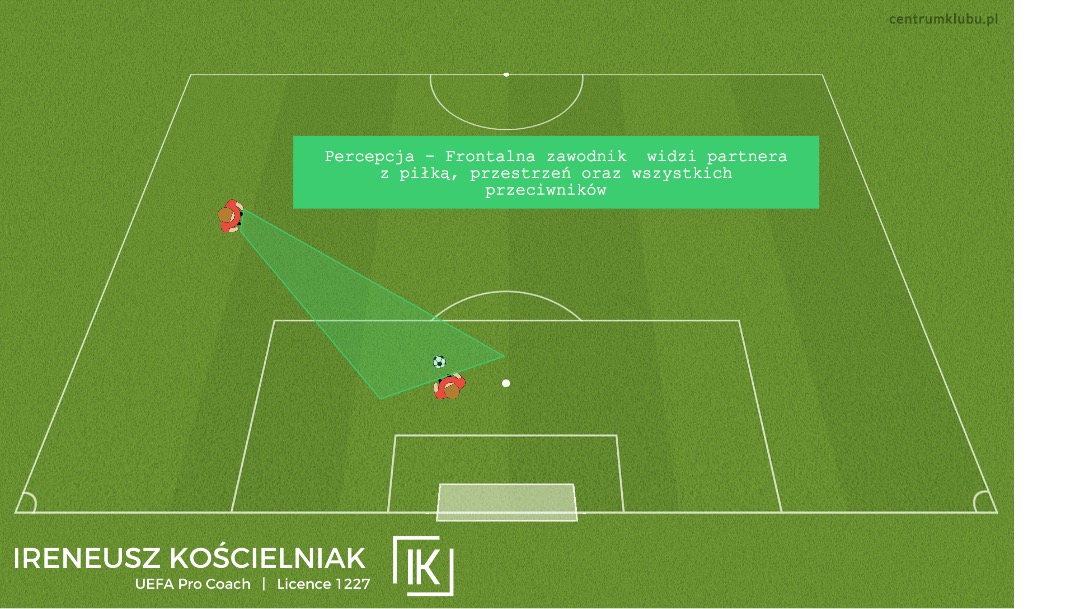 centrumklubu.pl
Percepcja - Frontalna zawodnik widzi partnera
z piłką, przestrzeń oraz wszystkich
przeciwników
IRENEUSZ KOŚCIELNIAK
UEFA Pro Coach | Licence 1227
IK